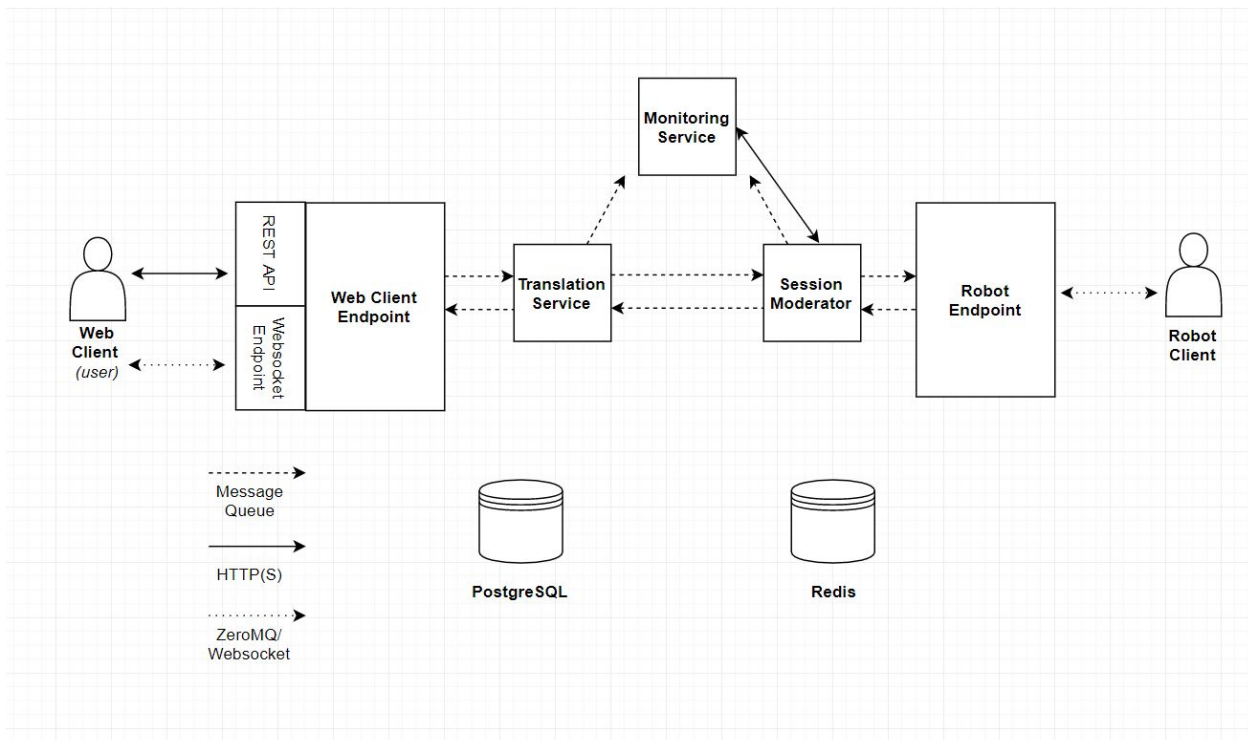 Monitoring
Service
REST API
Websocket
Endpoint
Web Client
Endpoint
Translation
Service
Session
Moderator
Robot
Endpoint
Web
Client
(user)
Robot
Client
Message
Queue
HTTP(S)
ZeroMQ/
Websocket
PostgreSQL
Redis